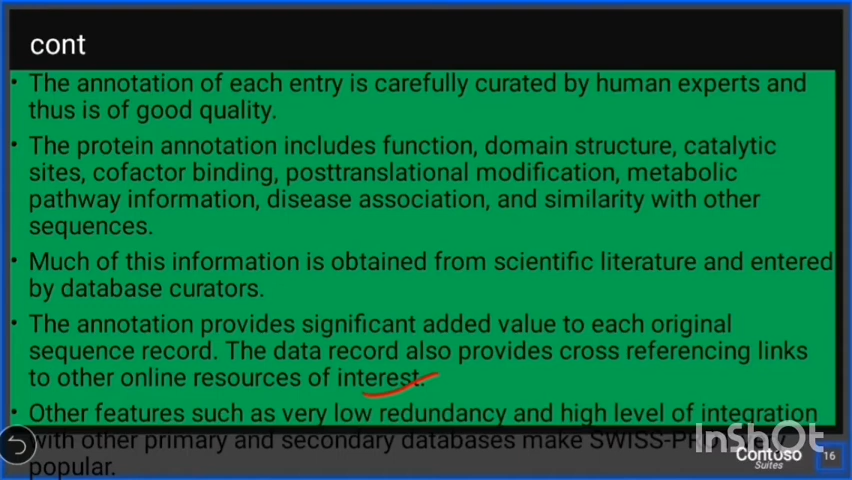 cont
• The annotation of each entry is carefully curated by human experts and
thus is of good quality.
• The protein annotation includes function, domain structure, catalytic
sites, cofactor binding, posttranslational modification, metabolic
pathway information, disease association, and similarity with other
sequences.
• Much of this information is obtained from scientific literature and entered
by database curators.
• The annotation provides significant added value to each original
sequence record. The data record also provides cross referencing links
to other online resources of interest.
• Other features such as very low redundancy and high level of integration
with other primary and secondary databases make
popular.
InShOt
Contoso
Suites
16